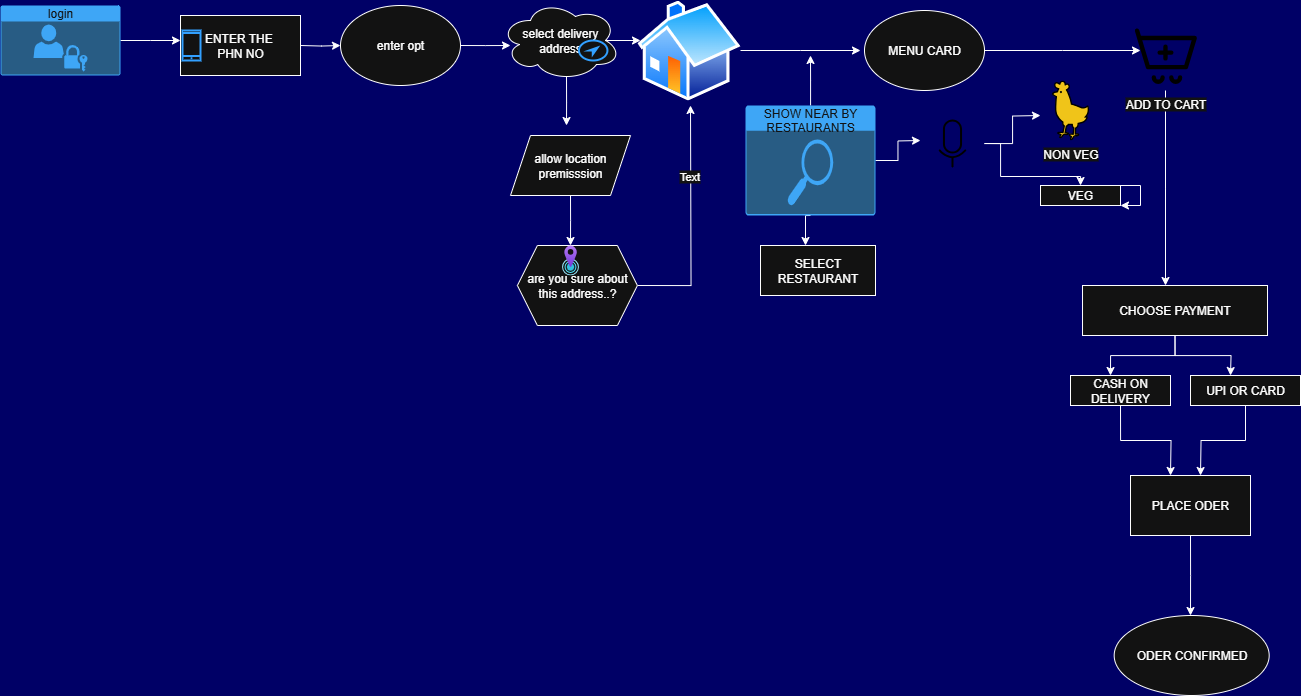 login
ENTER THE
PHN NO
enter opt
select delivery
address
MENU CARD
ADD TO CART
SHOW NEAR BY
RESTAURANTS
NON VEG
VEG
allow location
premisssion
Text
are you sure about
this address..?
SELECT
RESTAURANT
CHOOSE PAYMENT
CASH ON
DELIVERY
UPI OR CARD
PLACE ODER
ODER CONFIRMED